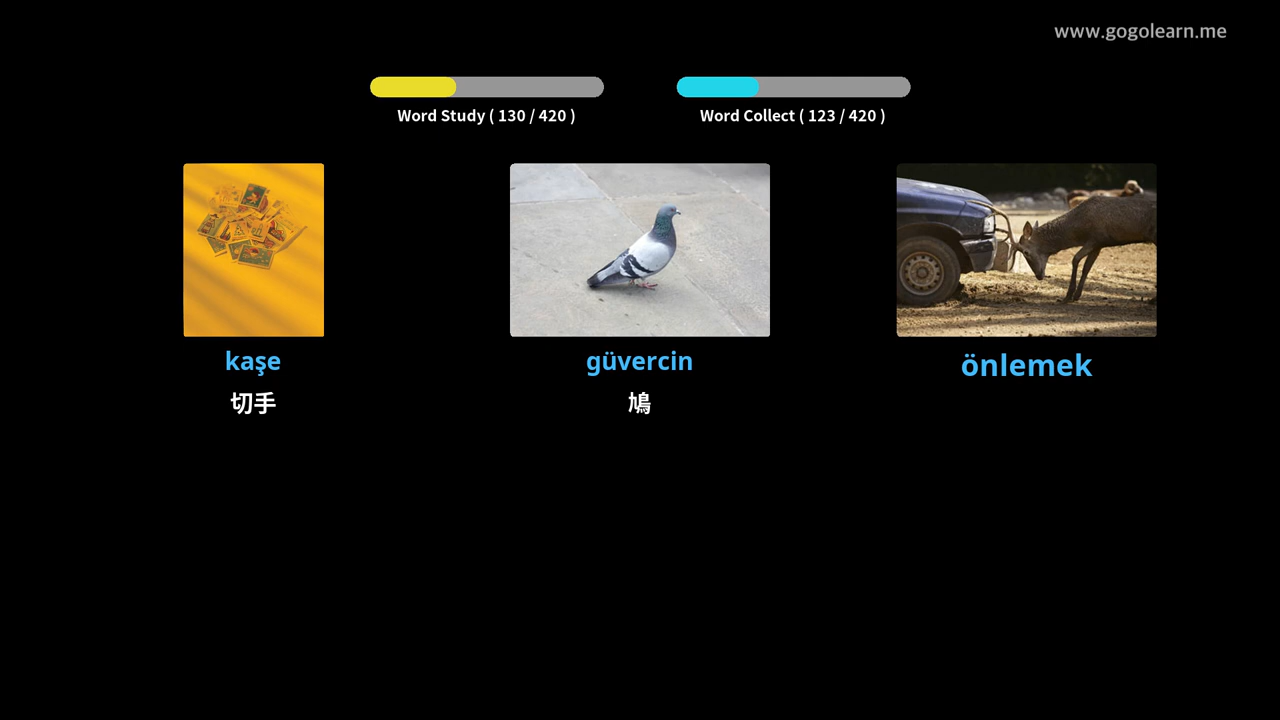 www.gogolearn.me
Word Study ( 130 / 420 )
Word Collect ( 123 / 420 )
kaşe
切手
güvercin
鳩
önlemek